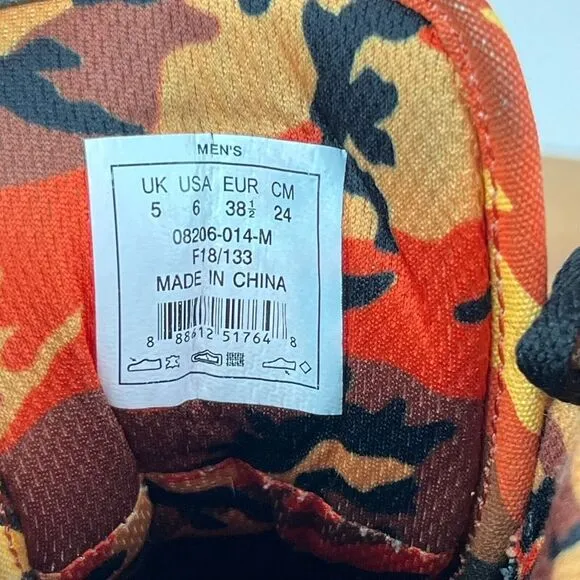 MEN'S
UK USA EUR CM
5 6 38½ 24
08206-014-M
F18/133
MADE IN CHINA
8 88612 51764 8